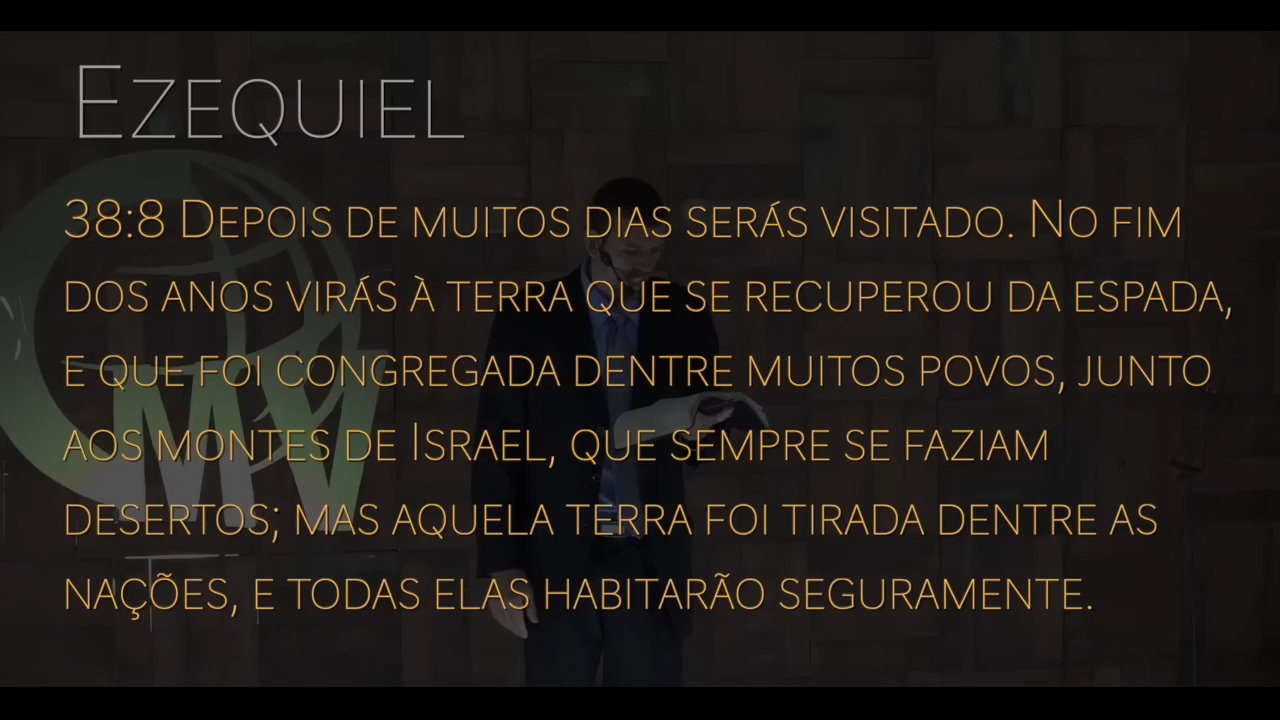 Ezequiel
38:8 Depois de muitos dias serás visitado. No fim
dos anos virás à terra que se recuperou da espada,
e que foi congregada dentre muitos povos, junto
aos montes de Israel, que sempre se faziam
desertos; mas aquela terra foi tirada dentre as
nações, e todas elas habitarão seguramente.
MV